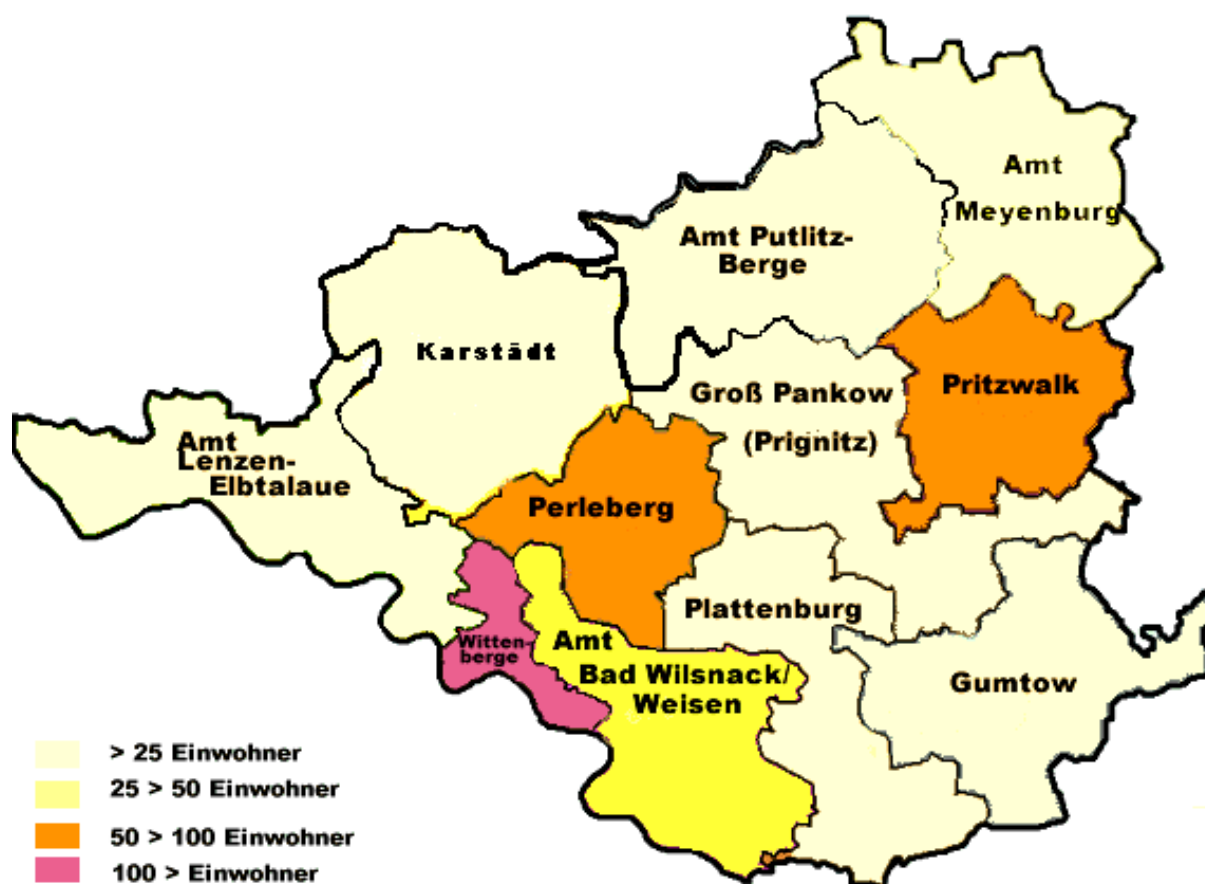 Amt
Meyenburg
Amt Putlitz-
Berge
Karstädt
Groß Pankow
(Prignitz)
Pritzwalk
Amt
Lenzen-
Elbtalaue
Perleberg
Plattenburg
Witten-
berge
Amt
Bad Wilsnack/
Weisen
Gumtow
> 25 Einwohner
25 > 50 Einwohner
50 > 100 Einwohner
100 > Einwohner